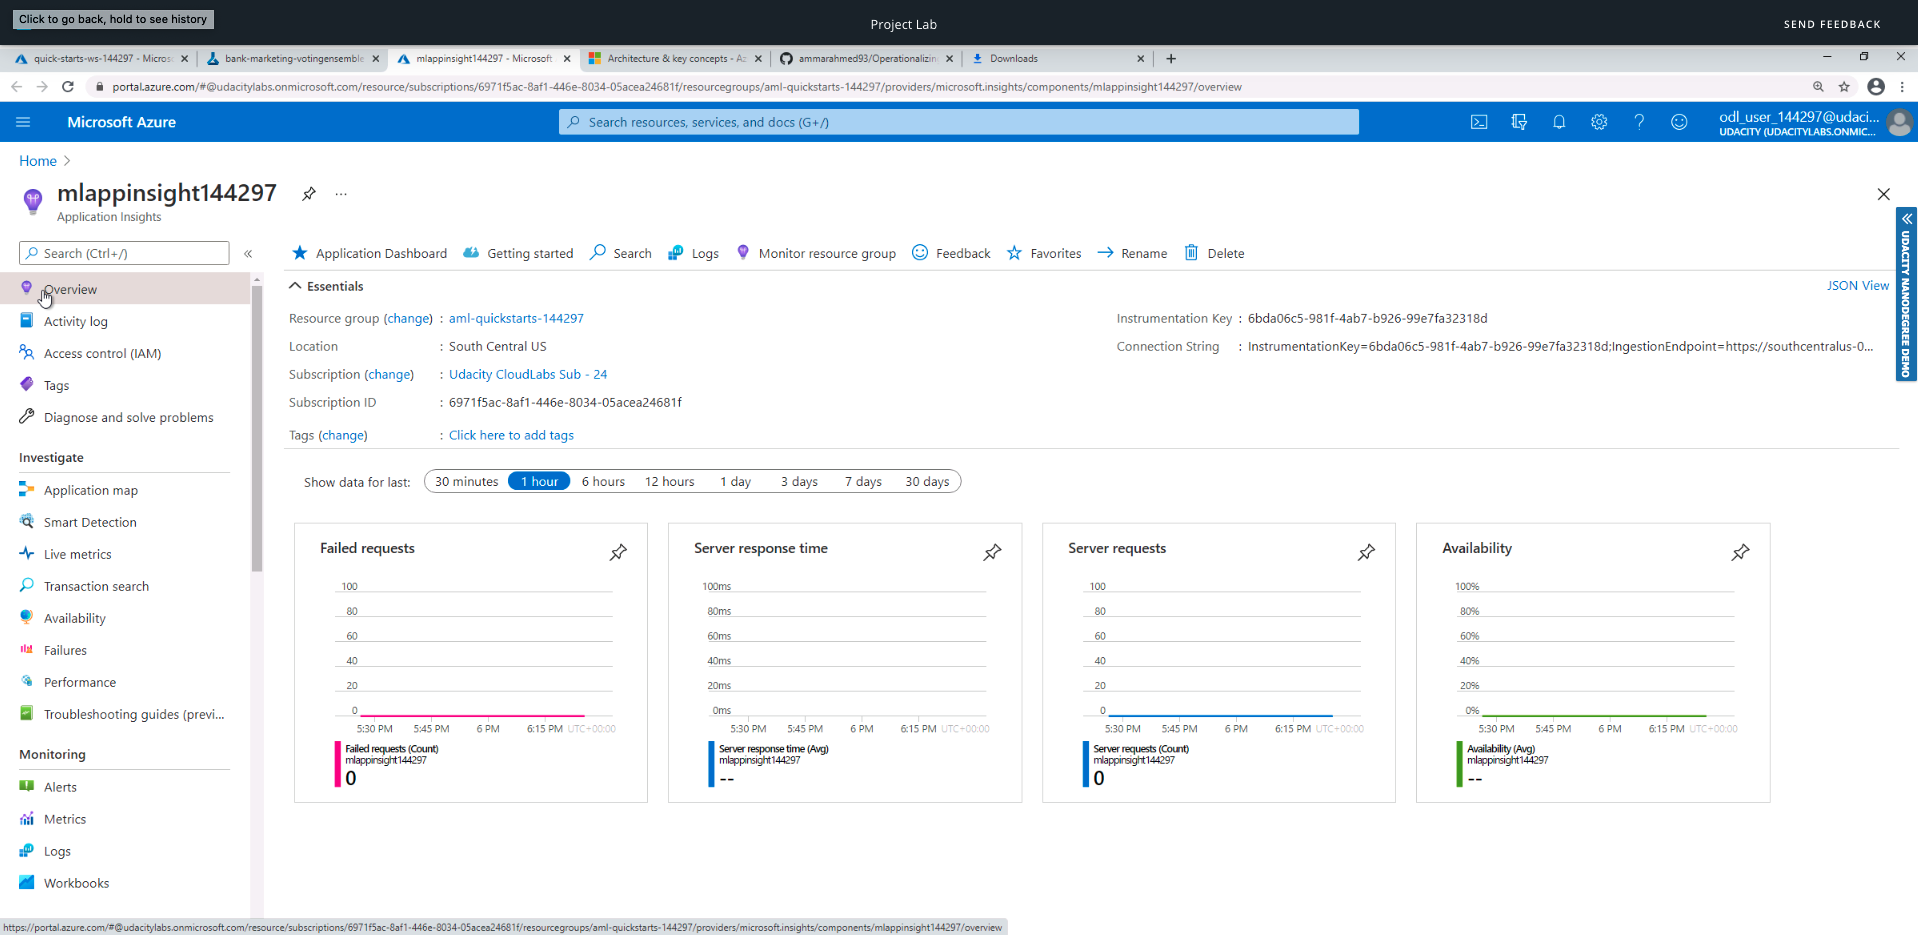 Click to go back, hold to see history
Project Lab
SEND FEEDBACK
quick-starts-ws-144297 - Micros
bank-marketing-votingensemble
mlappinsight144297 - Microsoft
Architecture & key concepts - Az
ammarahmed93/Operationalizin
Downloads
portal.azure.com/#@udacitylabs.onmicrosoft.com/resource/subscriptions/6971f5ac-8af1-446e-8034-05acea24681f/resourcegroups/aml-quickstarts-144297/providers/microsoft.insights/components/mlappinsight144297/overview
Microsoft Azure
Search resources, services, and docs (G+/)
odl_user_144297@udaci...
UDACITY (UDACITYLABS.ONMIC...
Home >
mlappinsight144297
...
Application Insights
UDACITY NANODEGREE DEMO
Search (Ctrl+/)
Overview
Activity log
Access control (IAM)
Tags
Diagnose and solve problems
Investigate
Application map
Smart Detection
Live metrics
Transaction search
Availability
Failures
Performance
Troubleshooting guides (previ...
Monitoring
Alerts
Metrics
Logs
Workbooks
Application Dashboard
Getting started
Search
Logs
Monitor resource group
Feedback
Favorites
Rename
Delete
Essentials
JSON View
Resource group (change) : aml-quickstarts-144297
Location : South Central US
Subscription (change) : Udacity CloudLabs Sub - 24
Subscription ID : 6971f5ac-8af1-446e-8034-05acea24681f
Tags (change) : Click here to add tags
Instrumentation Key : 6bda06c5-981f-4ab7-b926-99e7fa32318d
Connection String : InstrumentationKey=6bda06c5-981f-4ab7-b926-99e7fa32318d;IngestionEndpoint=https://southcentralus-0...
Show data for last: 30 minutes 1 hour 6 hours 12 hours 1 day 3 days 7 days 30 days
Failed requests
100
80
60
40
20
0
5:30 PM 5:45 PM 6 PM 6:15 PM UTC+00:00
Failed requests (Count)
mlappinsight144297
0
Server response time
100ms
80ms
60ms
40ms
20ms
0ms
5:30 PM 5:45 PM 6 PM 6:15 PM UTC+00:00
Server response time (Avg)
mlappinsight144297
--
Server requests
100
80
60
40
20
0
5:30 PM 5:45 PM 6 PM 6:15 PM UTC+00:00
Server requests (Count)
mlappinsight144297
0
Availability
100%
80%
60%
40%
20%
0%
5:30 PM 5:45 PM 6 PM 6:15 PM UTC+00:00
Availability (Avg)
mlappinsight144297
--
https://portal.azure.com/#@udacitylabs.onmicrosoft.com/resource/subscriptions/6971f5ac-8af1-446e-8034-05acea24681f/resourcegroups/aml-quickstarts-144297/providers/microsoft.insights/components/mlappinsight144297/overview